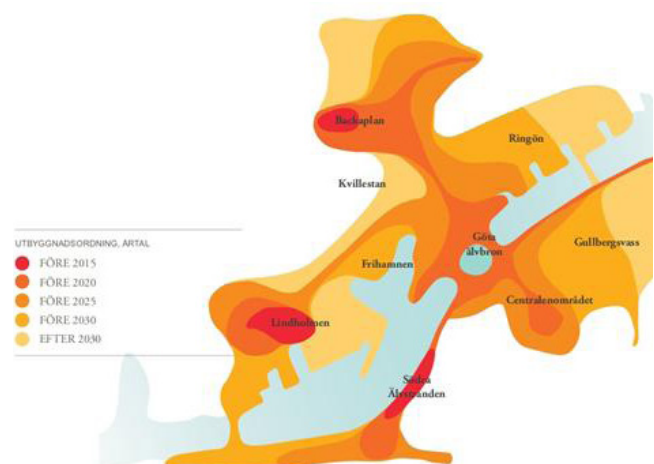 Backaplan
Ringön
Kvillestan
Göta
älvbron
Gullbergsvass
Frihamnen
Centralenområdet
Lindholmen
Södra
Älvstranden
UTBYGGNADSORDNING, ÅRTAL
FÖRE 2015
FÖRE 2020
FÖRE 2025
FÖRE 2030
EFTER 2030